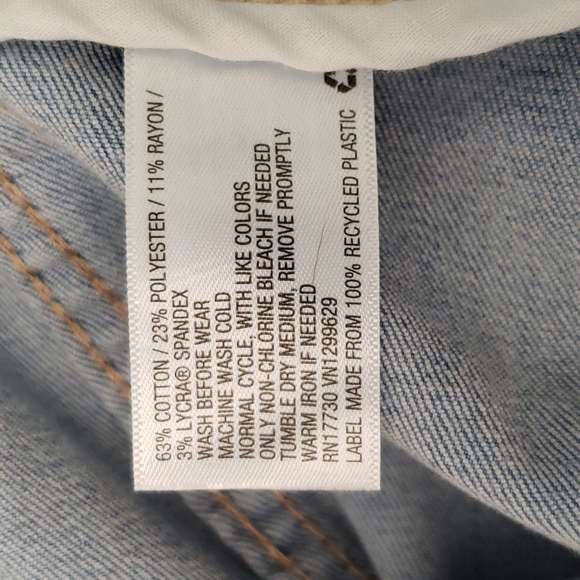 63% COTTON / 23% POLYESTER / 11% RAYON /
3% LYCRA® SPANDEX
WASH BEFORE WEAR
MACHINE WASH COLD
NORMAL CYCLE, WITH LIKE COLORS
ONLY NON-CHLORINE BLEACH IF NEEDED
TUMBLE DRY MEDIUM, REMOVE PROMPTLY
WARM IRON IF NEEDED
RN17730 VN1299629
LABEL MADE FROM 100% RECYCLED PLASTIC